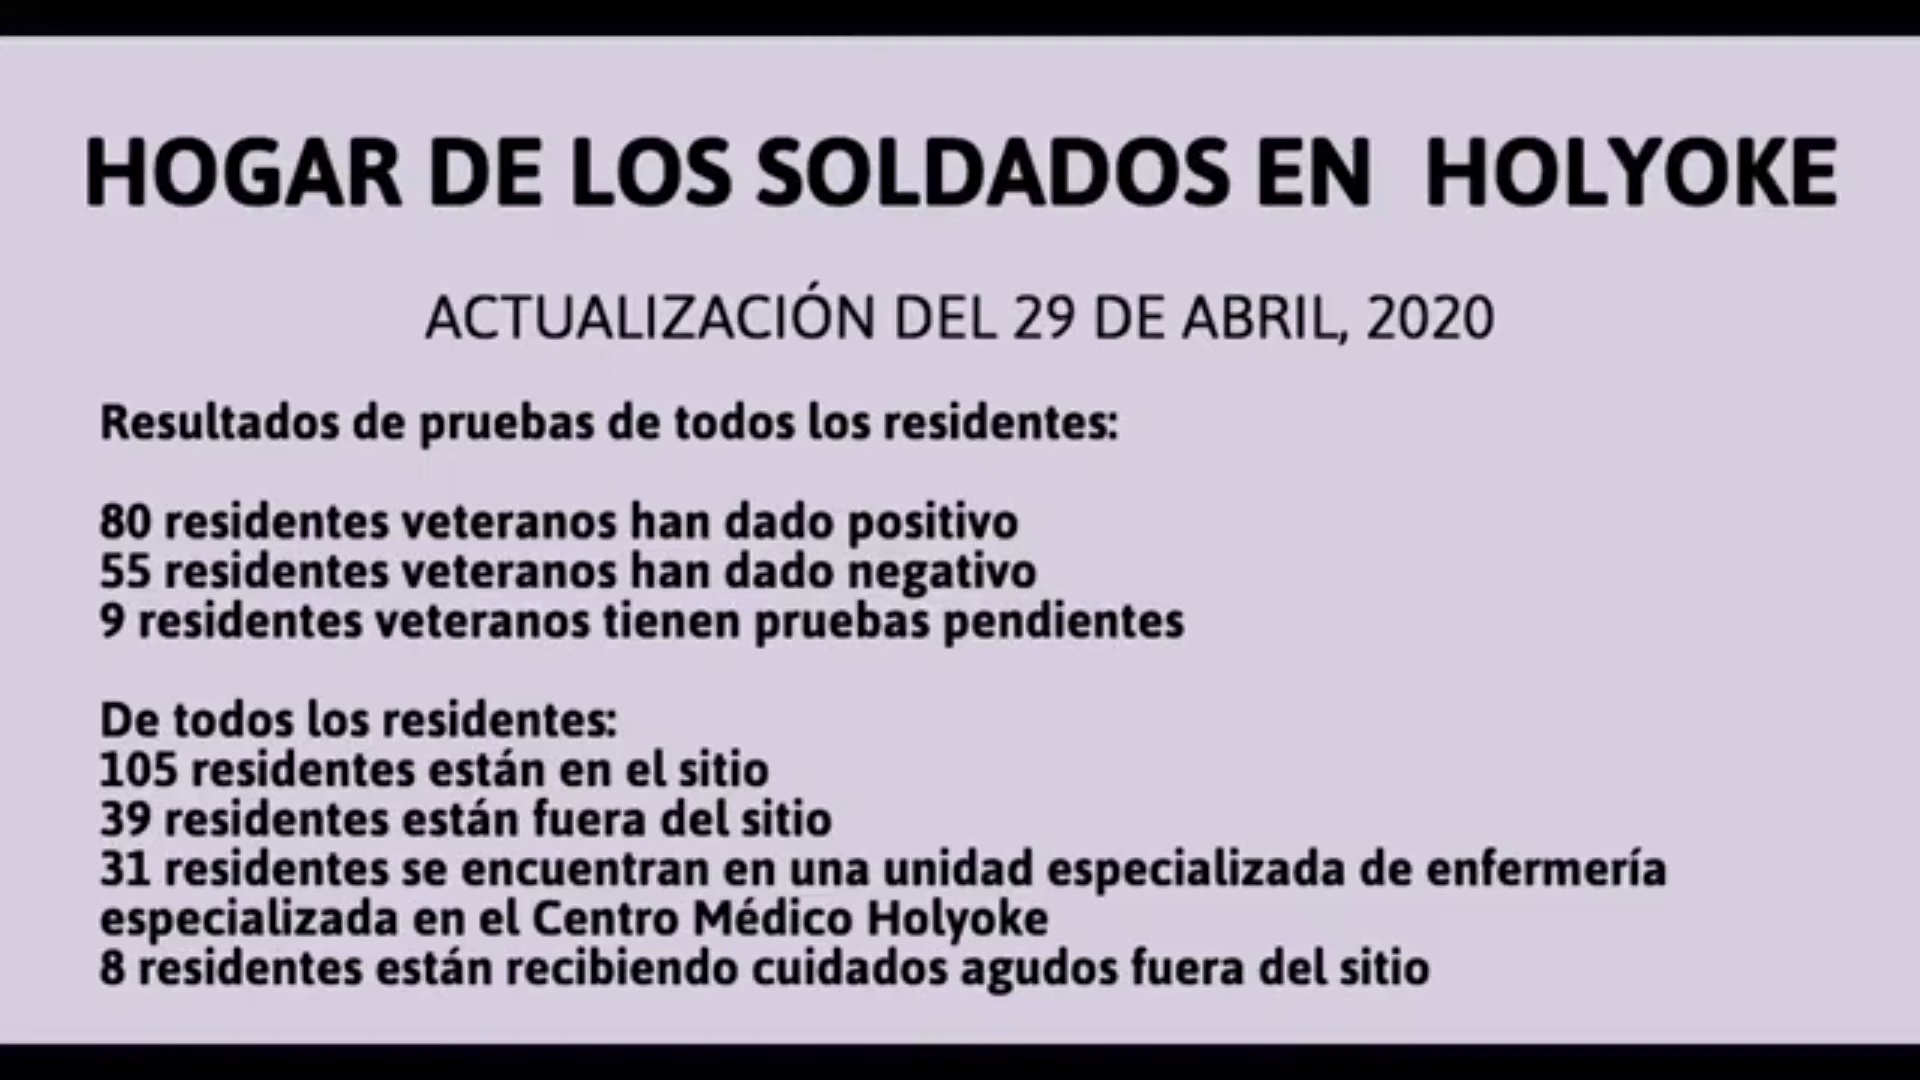 HOGAR DE LOS SOLDADOS EN HOLYOKE
ACTUALIZACIÓN DEL 29 DE ABRIL, 2020
Resultados de pruebas de todos los residentes:
80 residentes veteranos han dado positivo
55 residentes veteranos han dado negativo
9 residentes veteranos tienen pruebas pendientes
De todos los residentes:
105 residentes están en el sitio
39 residentes están fuera del sitio
31 residentes se encuentran en una unidad especializada de enfermería
especializada en el Centro Médico Holyoke
8 residentes están recibiendo cuidados agudos fuera del sitio